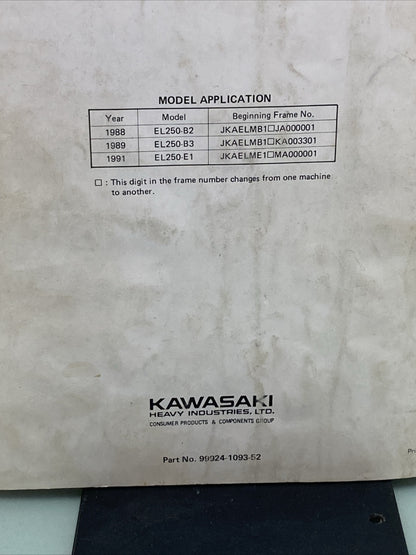 MODEL APPLICATION
Year Model Beginning Frame No.
1988 EL250-B2 JKAELMB1□JA000001
1989 EL250-B3 JKAELMB1□KA003301
1991 EL250-E1 JKAELME1□MA000001
□ : This digit in the frame number changes from one machine
to another.
KAWASAKI
HEAVY INDUSTRIES, LTD.
CONSUMER PRODUCTS & COMPONENTS GROUP
Part No. 99924-1093-52